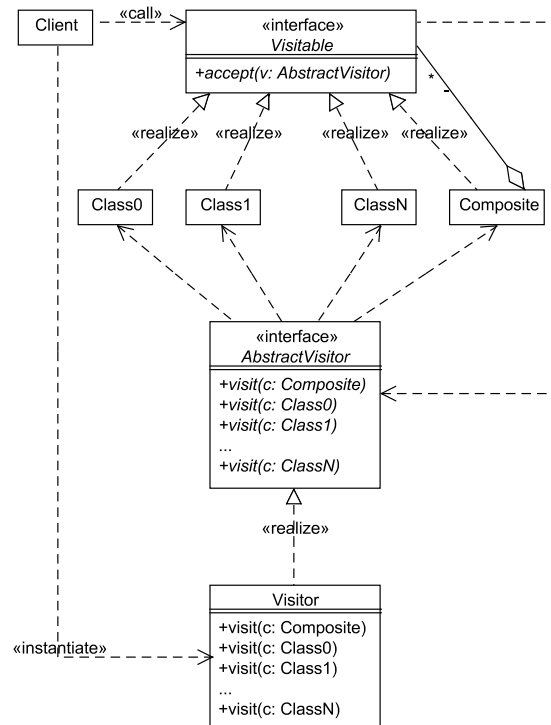 Client
«call»
«interface»
Visitable
+accept(v: AbstractVisitor)
*
-
«realize»
«realize»
«realize»
«realize»
Class0
Class1
ClassN
Composite
«interface»
AbstractVisitor
+visit(c: Composite)
+visit(c: Class0)
+visit(c: Class1)
...
+visit(c: ClassN)
«realize»
Visitor
+visit(c: Composite)
+visit(c: Class0)
«instantiate»
+visit(c: Class1)
...
+visit(c: ClassN)